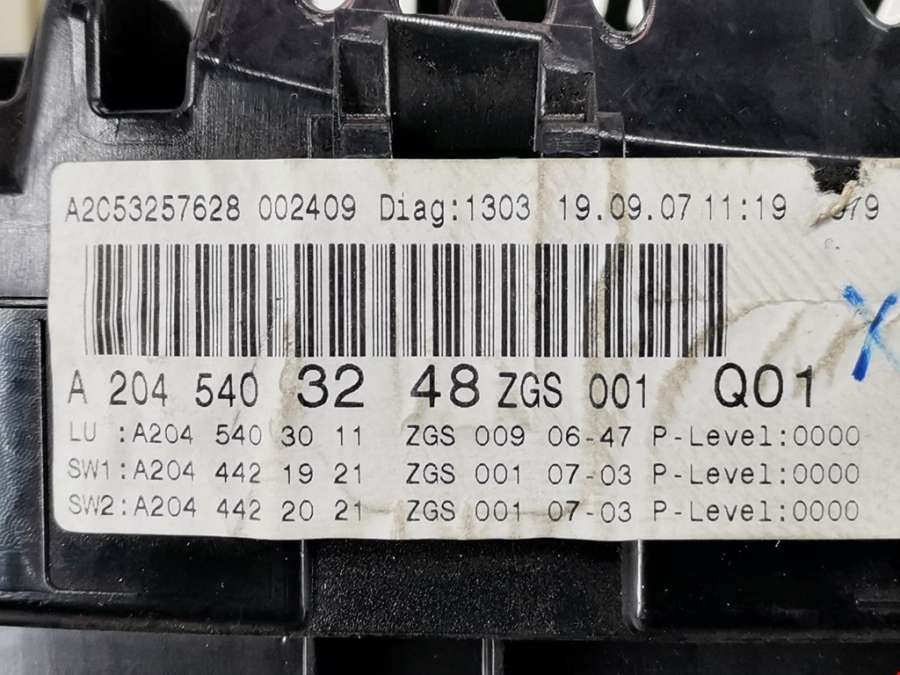 A2C53257628 002409 Diag:1303 19.09.07 11:19
A 204 540 32 48 ZGS 001 Q01
LU :A204 540 30 11 ZGS 009 06-47 P-Level:0000
SW1:A204 442 19 21 ZGS 001 07-03 P-Level:0000
SW2:A204 442 20 21 ZGS 001 07-03 P-Level:0000
X